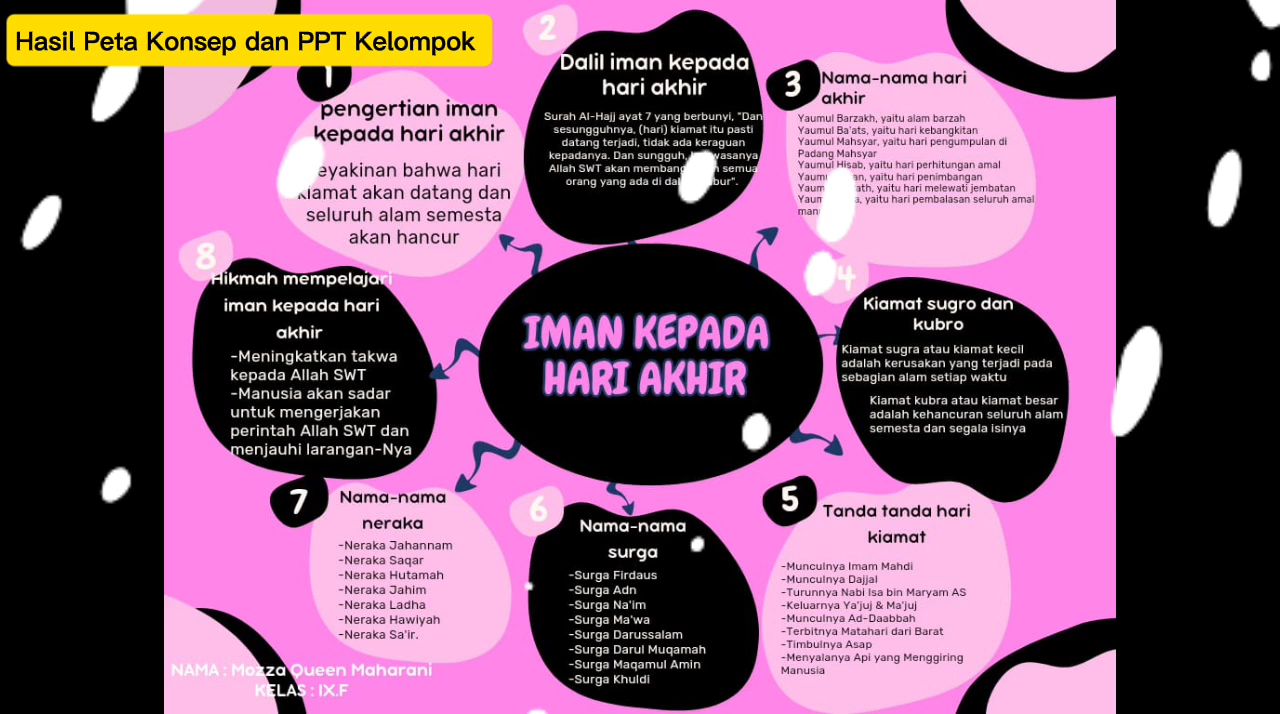 Hasil Peta Konsep dan PPT Kelompok
1
pengertian iman
kepada hari akhir
eyakinan bahwa hari
kiamat akan datang dan
seluruh alam semesta
akan hancur
2
Dalil iman kepada
hari akhir
Surah Al-Hajj ayat 7 yang berbunyi, "Dan
sesungguhnya, (hari) kiamat itu pasti
datang terjadi, tidak ada keraguan
kepadanya. Dan sungguh,
Allah SWT akan semua
orang yang ada di
3
Nama-nama hari
akhir
Yaumul Barzakh, yaitu alam barzah
Yaumul Ba'ats, yaitu hari kebangkitan
Yaumul Mahsyar, yaitu hari pengumpulan di
Padang Mahsyar
Yaumul Hisab, yaitu hari perhitungan amal
yaitu hari penimbangan
yaitu hari melewati jembatan
yaitu hari pembalasan seluruh amal
4
Kiamat sugro dan
kubro
Kiamat sugra atau kiamat kecil
adalah kerusakan yang terjadi pada
sebagian alam setiap waktu
Kiamat kubra atau kiamat besar
adalah kehancuran seluruh alam
semesta dan segala isinya
IMAN KEPADA
HARI AKHIR
5
Tanda tanda hari
kiamat
-Munculnya Imam Mahdi
-Munculnya Dajjal
-Turunnya Nabi Isa bin Maryam AS
-Keluarnya Ya'juj & Ma'juj
-Munculnya Ad-Daabbah
-Terbitnya Matahari dari Barat
-Timbulnya Asap
-Menyalanya Api yang Menggiring
Manusia
6
Nama-nama
surga
-Surga Firdaus
-Surga Adn
-Surga Na'im
-Surga Ma'wa
-Surga Darussalam
-Surga Darul Muqamah
-Surga Maqamul Amin
-Surga Khuldi
7
Nama-nama
neraka
-Neraka Jahannam
-Neraka Saqar
-Neraka Hutamah
-Neraka Jahim
-Neraka Ladha
-Neraka Hawiyah
-Neraka Sa'ir.
8
Hikmah mempelajari
iman kepada hari
akhir
-Meningkatkan takwa
kepada Allah SWT
-Manusia akan sadar
untuk mengerjakan
perintah Allah SWT dan
menjauhi larangan-Nya
NAMA : Mozza Queen Maharani
KELAS : IX.F